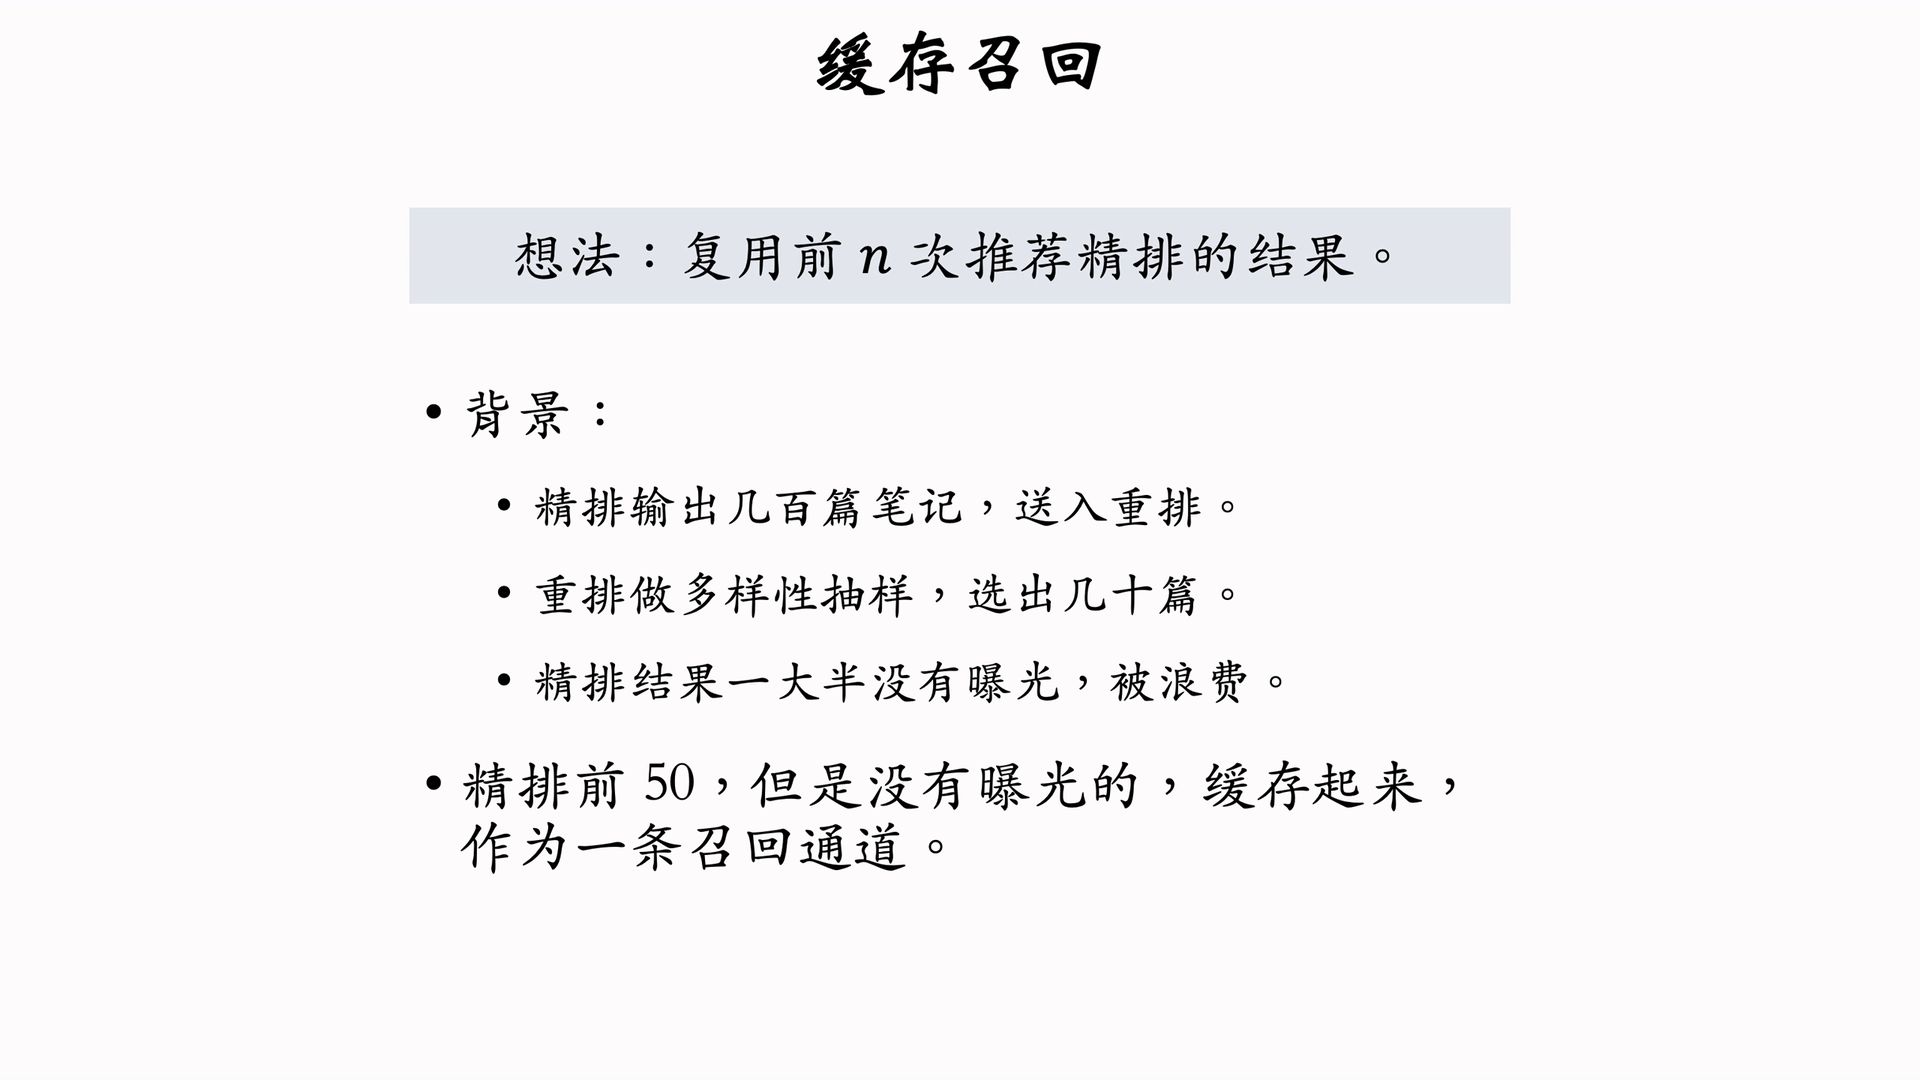 缓存召回
想法：复用前 n 次推荐精排的结果。
• 背景：
• 精排输出几百篇笔记，送入重排。
• 重排做多样性抽样，选出几十篇。
• 精排结果一大半没有曝光，被浪费。
• 精排前 50，但是没有曝光的，缓存起来，
作为一条召回通道。